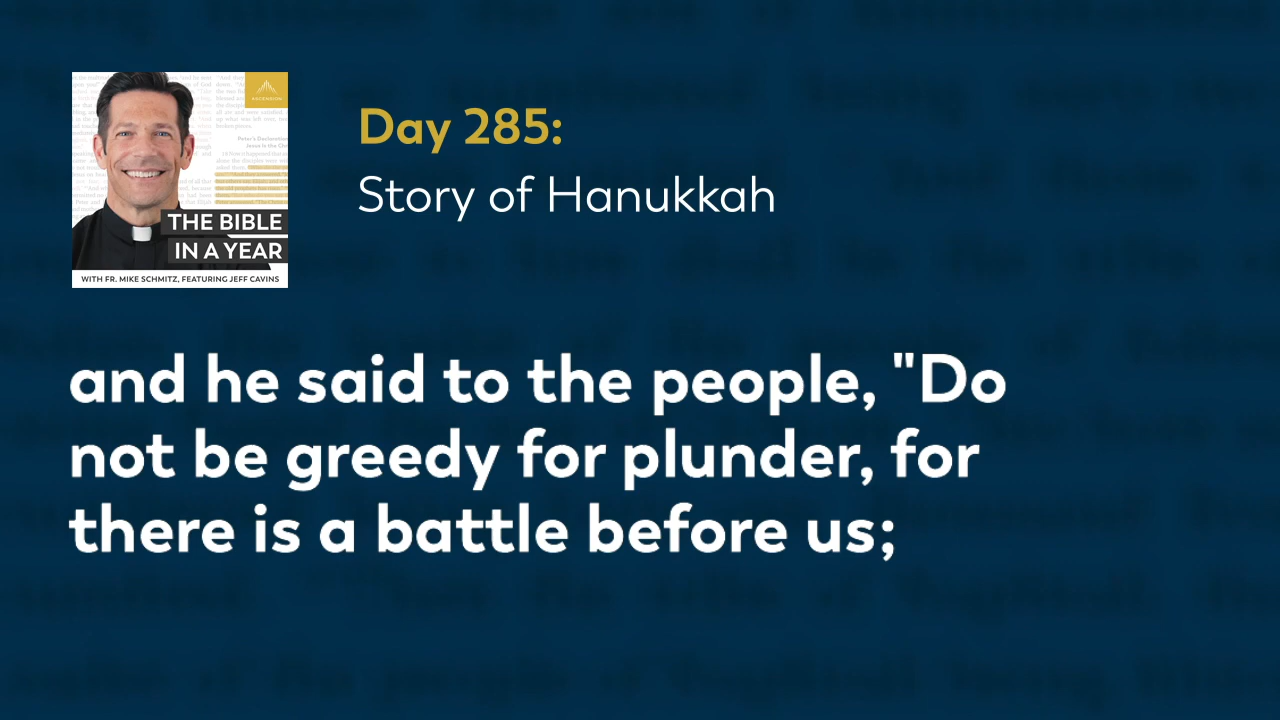 ASCENSION
THE BIBLE
IN A YEAR
WITH FR. MIKE SCHMITZ, FEATURING JEFF CAVINS
Day 285:
Story of Hanukkah
and he said to the people, "Do
not be greedy for plunder, for
there is a battle before us;